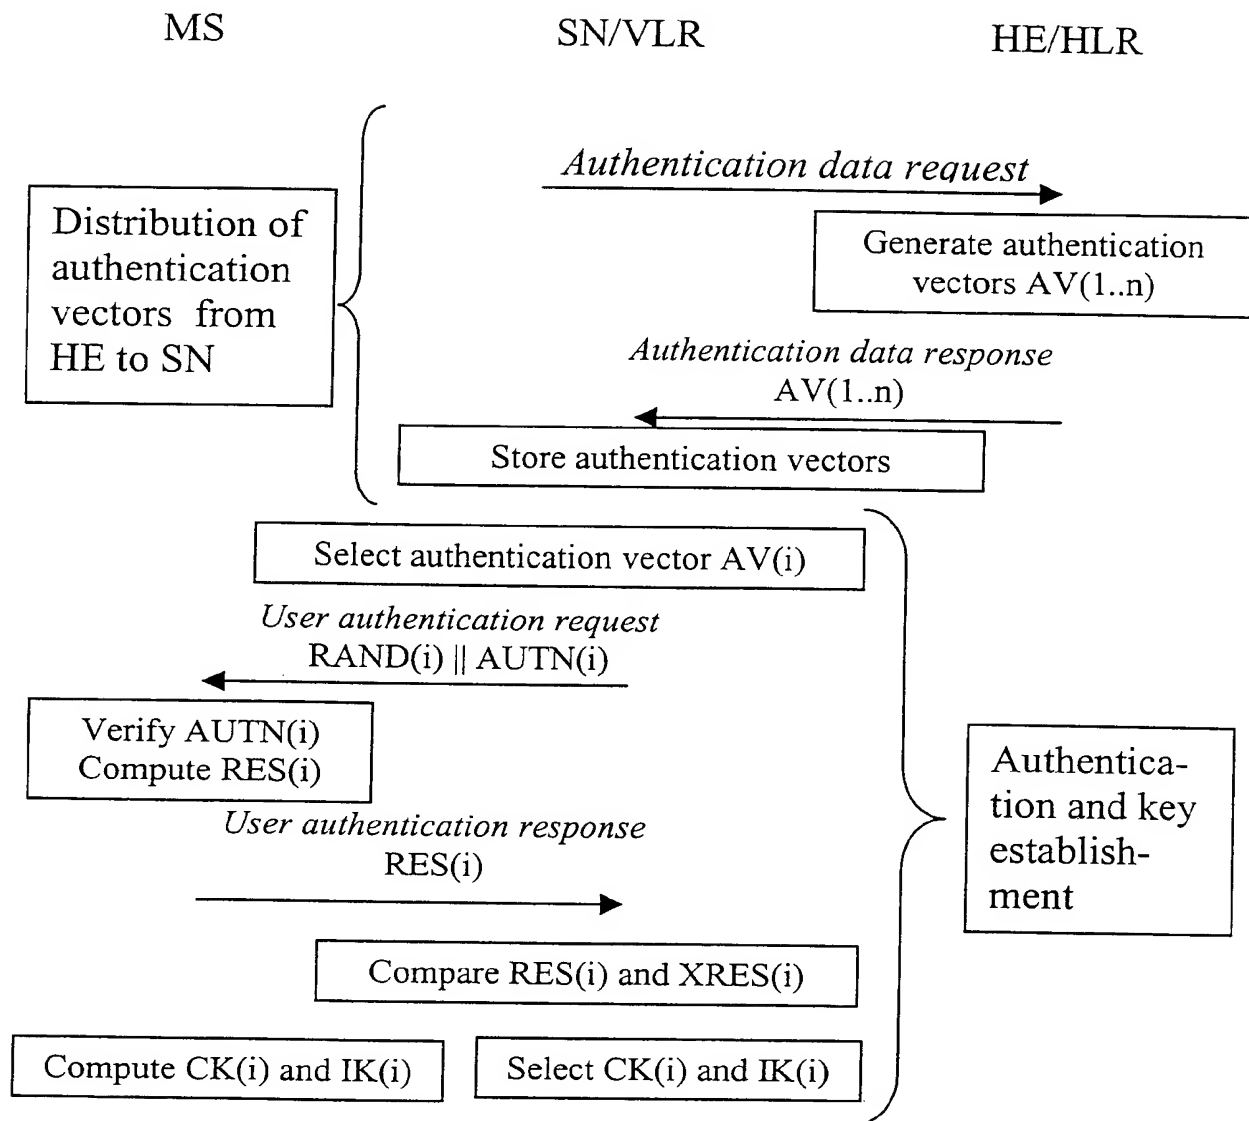 MS SN/VLR HE/HLR
Authentication data request
Distribution of
authentication
vectors from
HE to SN
Generate authentication
vectors AV(1..n)
Authentication data response
AV(1..n)
Store authentication vectors
Select authentication vector AV(i)
User authentication request
RAND(i) || AUTN(i)
Verify AUTN(i)
Compute RES(i)
User authentication response
RES(i)
Authentica-
tion and key
establish-
ment
Compare RES(i) and XRES(i)
Compute CK(i) and IK(i)
Select CK(i) and IK(i)